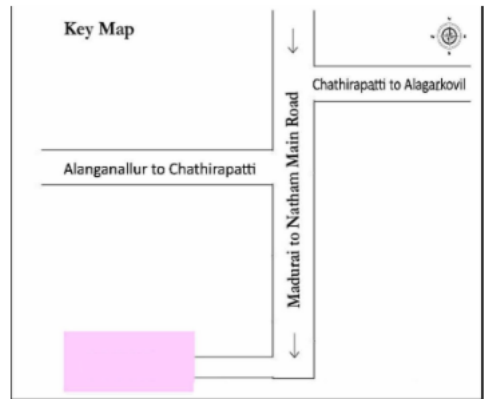 Key Map
Chathirapatti to Alagarkovil
Alanganallur to Chathirapatti
Madurai to Natham Main Road